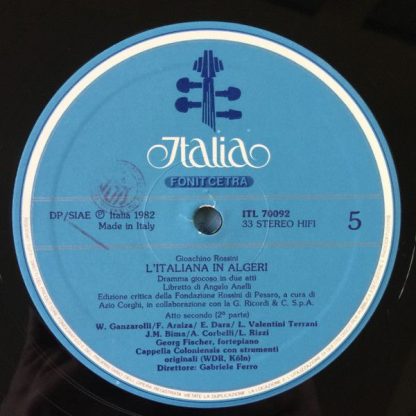 Italia
FONIT CETRA
DP/SIAE Ⓟ Italia 1982
Made in Italy
ITL 70092
33 STEREO HIFI
5
Gioachino Rossini
L'ITALIANA IN ALGERI
Dramma giocoso in due atti
Libretto di Angelo Anelli
Edizione critica della Fondazione Rossini di Pesaro, a cura di
Azio Corghi, in collaborazione con la G. Ricordi & C. S.p.A.
Atto secondo (2ª parte)
W. Ganzarolli/F. Araiza/E. Dara/L. Valentini Terrani
J.M. Bima/A. Corbelli/L. Rizzi
Georg Fischer, fortepiano
Cappella Coloniensis con strumenti
originali (WDR, Köln)
Direttore: Gabriele Ferro